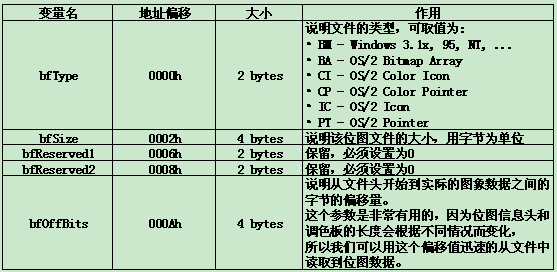 变量名 地址偏移 大小 作用
bfType 0000h 2 bytes 说明文件的类型，可取值为：
· BM - Windows 3.1x, 95, NT, ...
· BA - OS/2 Bitmap Array
· CI - OS/2 Color Icon
· CP - OS/2 Color Pointer
· IC - OS/2 Icon
· PT - OS/2 Pointer
bfSize 0002h 4 bytes 说明该位图文件的大小，用字节为单位
bfReserved1 0006h 2 bytes 保留，必须设置为0
bfReserved2 0008h 2 bytes 保留，必须设置为0
bfOffBits 000Ah 4 bytes 说明从文件头开始到实际的图象数据之间的
字节的偏移量。
这个参数是非常有用的，因为位图信息头和
调色板的长度会根据不同情况而变化，
所以我们可以用这个偏移值迅速的从文件中
读取到位图数据。